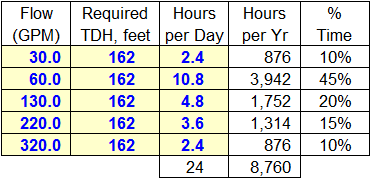 Flow Required Hours Hours %
(GPM) TDH, feet per Day per Yr Time
30.0 162 2.4 876 10%
60.0 162 10.8 3,942 45%
130.0 162 4.8 1,752 20%
220.0 162 3.6 1,314 15%
320.0 162 2.4 876 10%
24 8,760